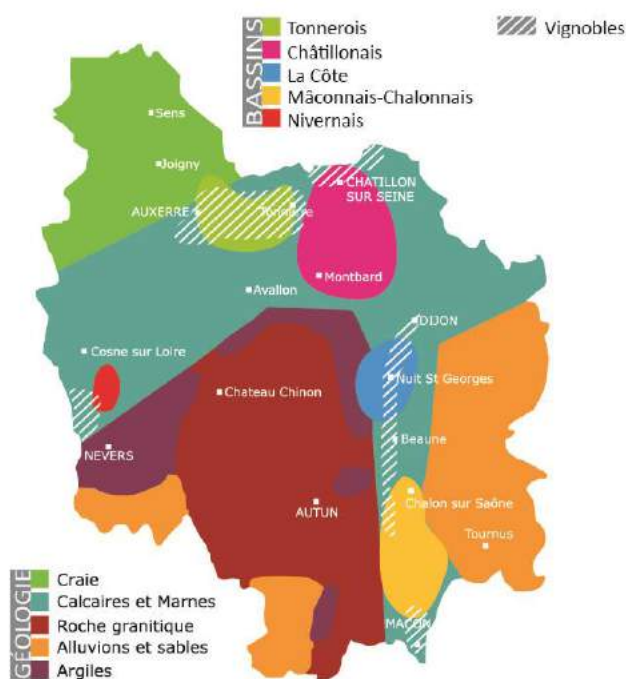 BASSINS
Tonnerois
Châtillonais
La Côte
Mâconnais-Chalonnais
Nivernais
Vignobles
Sens
Joigny
CHATILLON
SUR SEINE
AUXERRE
Tonnerre
Montbard
Avallon
DIJON
Cosne sur Loire
Nuit St Georges
Chateau Chinon
Beaune
NEVERS
Chalon sur Saône
AUTUN
Tournus
MACON
GÉOLOGIE
Craie
Calcaires et Marnes
Roche granitique
Alluvions et sables
Argiles